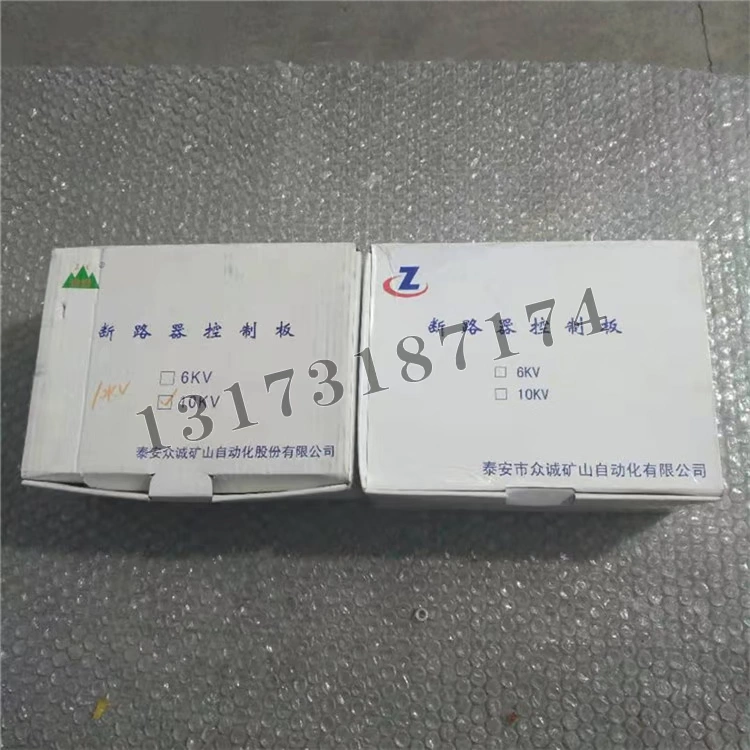 断路器控制板
☐6KV
10KV
☑10KV
泰安众诚矿山自动化股份有限公司
Z
断路器控制板
☐ 6KV
☐ 10KV
泰安市众诚矿山自动化有限公司
13173187174